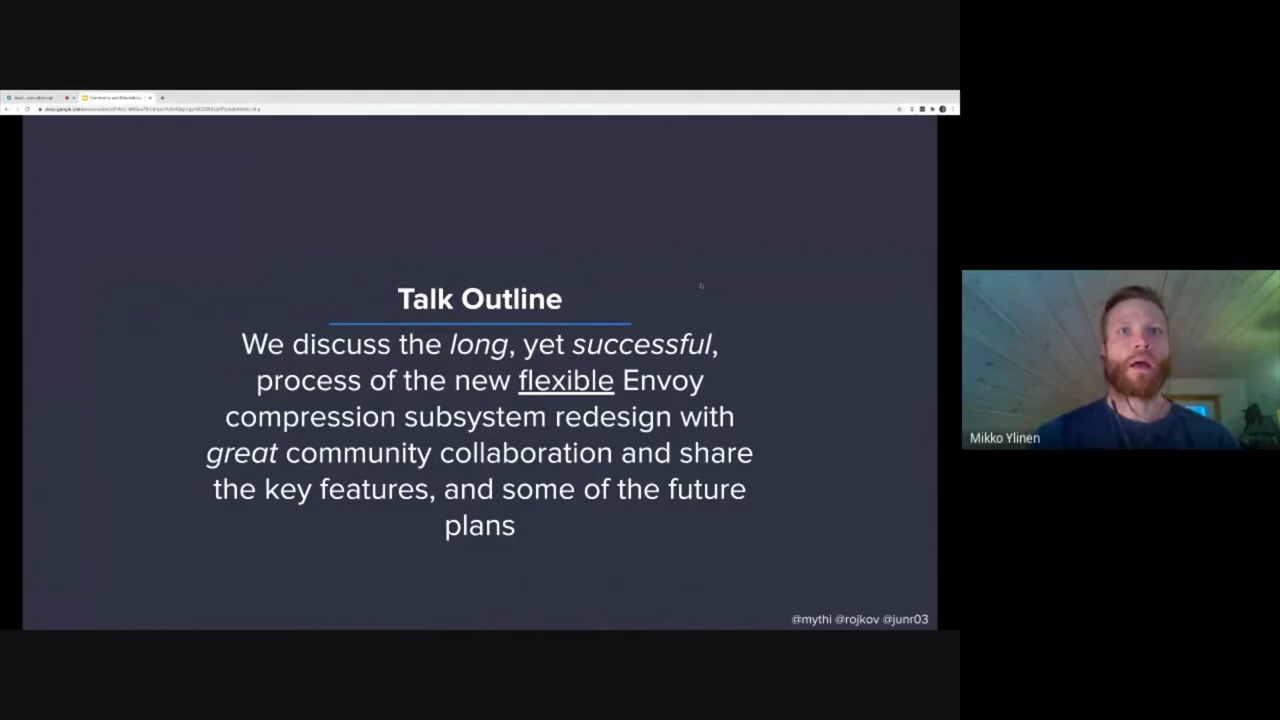 Talk Outline
We discuss the long, yet successful,
process of the new flexible Envoy
compression subsystem redesign with
great community collaboration and share
the key features, and some of the future
plans
@mythi @rojkov @junr03
Mikko Ylinen